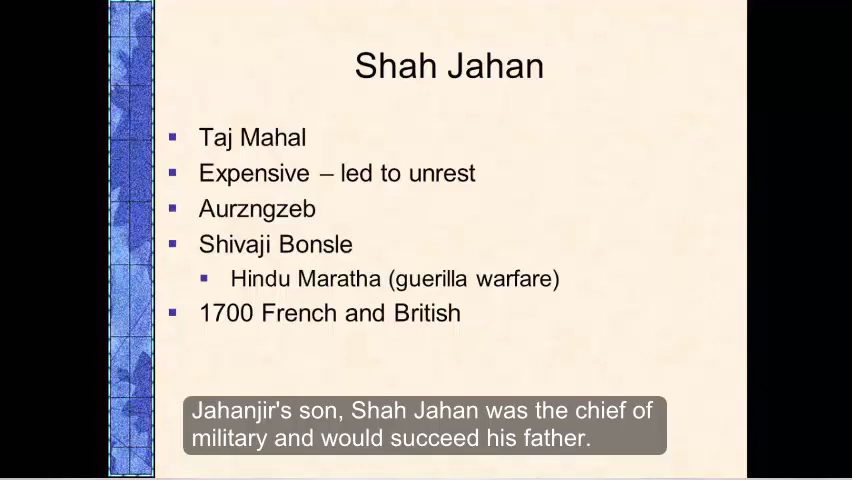 Shah Jahan
Taj Mahal
Expensive – led to unrest
Aurzngzeb
Shivaji Bonsle
Hindu Maratha (guerilla warfare)
1700 French and British
Jahanjir's son, Shah Jahan was the chief of
military and would succeed his father.